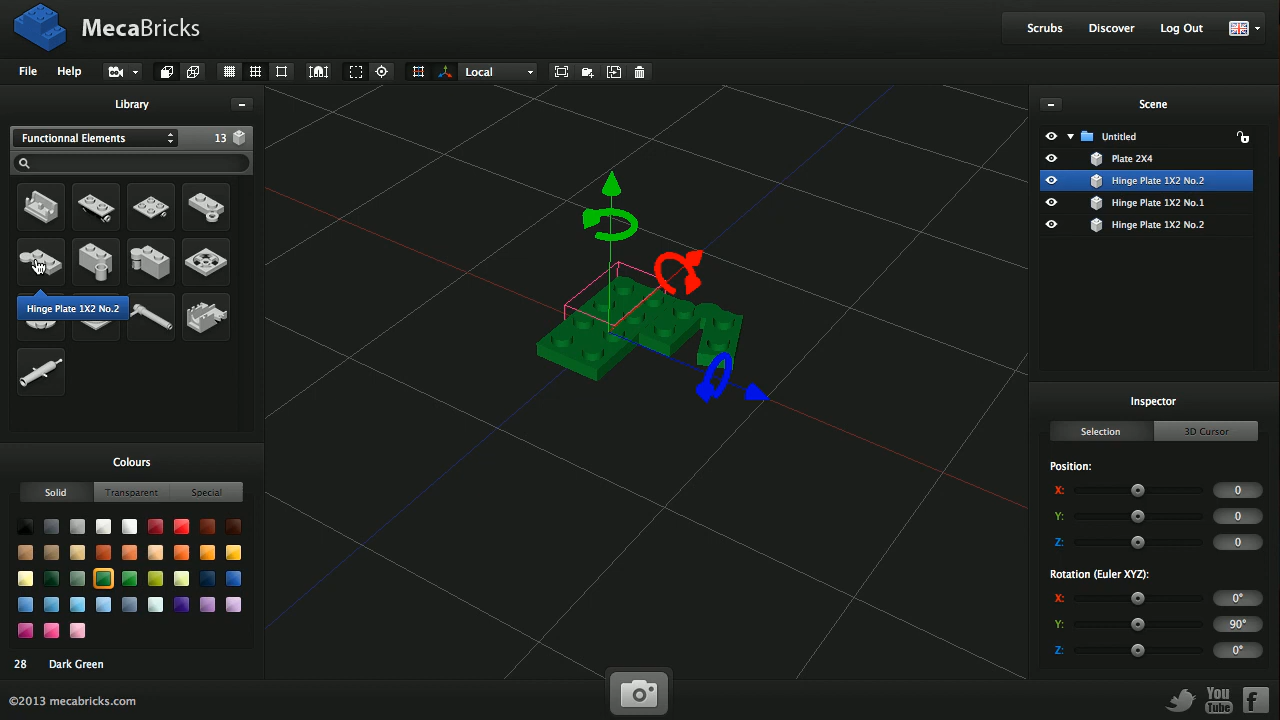 MecaBricks
Scrubs Discover Log Out
File Help Local
Library
Functionnal Elements 13
Hinge Plate 1X2 No.2
Colours
Solid Transparent Special
28 Dark Green
©2013 mecabricks.com
Scene
Untitled
Plate 2X4
Hinge Plate 1X2 No.2
Hinge Plate 1X2 No.1
Hinge Plate 1X2 No.2
Inspector
Selection 3D Cursor
Position:
X: 0
Y: 0
Z: 0
Rotation (Euler XYZ):
X: 0°
Y: 90°
Z: 0°
You Tube f